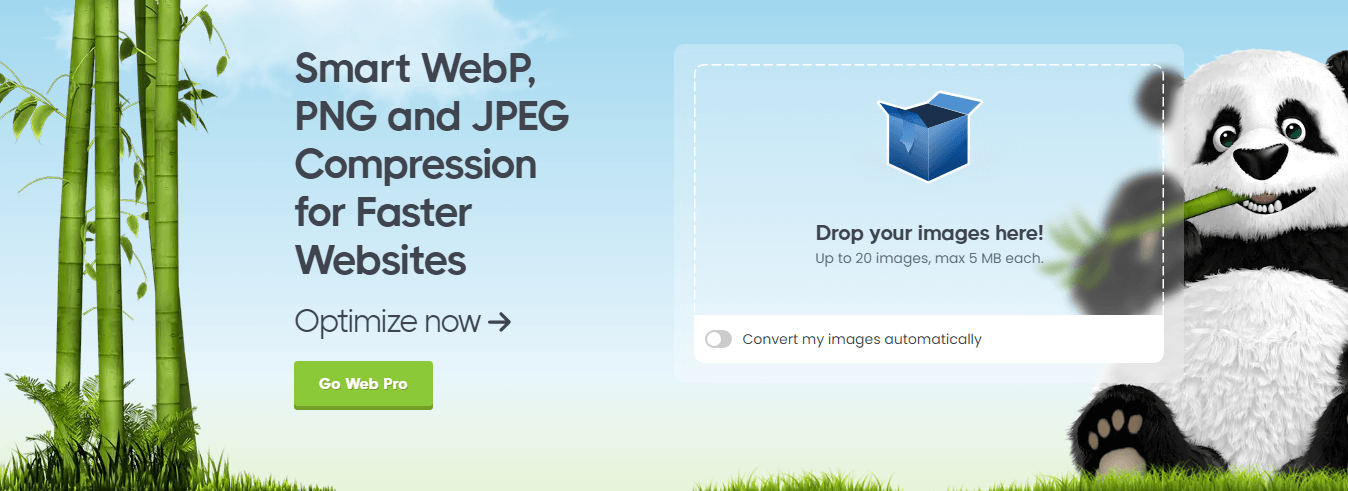 Smart WebP,
PNG and JPEG
Compression
for Faster
Websites
Optimize now →
Go Web Pro
Drop your images here!
Up to 20 images, max 5 MB each.
Convert my images automatically